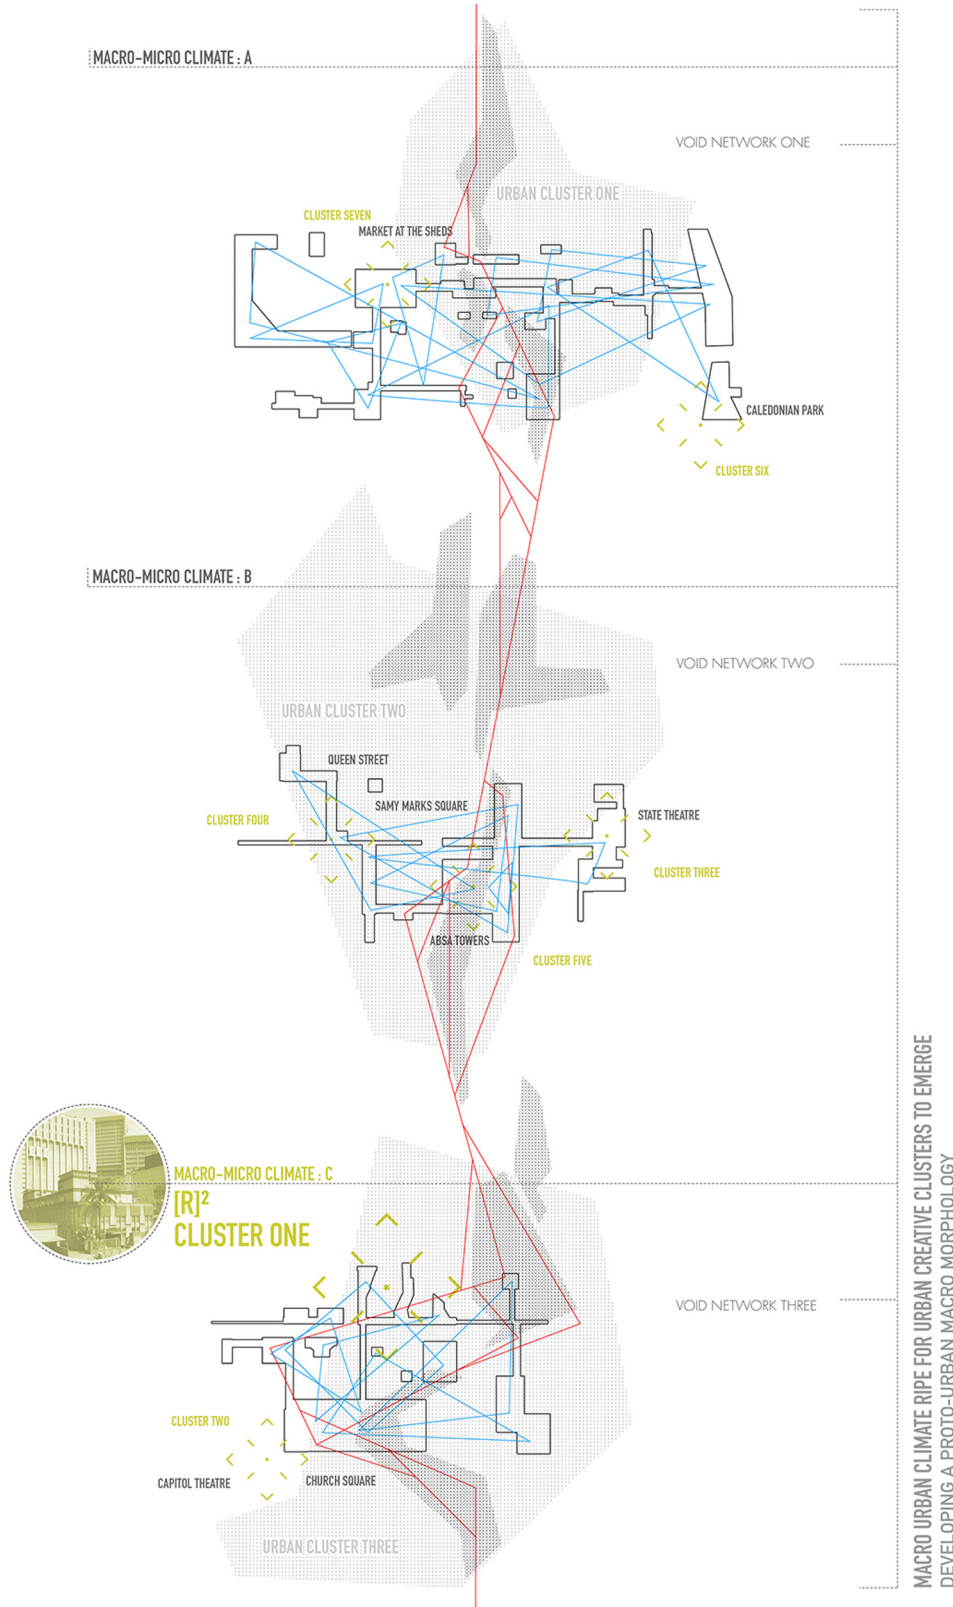 MACRO-MICRO CLIMATE : A
VOID NETWORK ONE
URBAN CLUSTER ONE
CLUSTER SEVEN
MARKET AT THE SHEDS
CALEDONIAN PARK
CLUSTER SIX
MACRO-MICRO CLIMATE : B
VOID NETWORK TWO
URBAN CLUSTER TWO
QUEEN STREET
SAMY MARKS SQUARE
STATE THEATRE
CLUSTER FOUR
CLUSTER THREE
ABSA TOWERS
CLUSTER FIVE
MACRO-MICRO CLIMATE : C
[R]²
CLUSTER ONE
VOID NETWORK THREE
CLUSTER TWO
CAPITOL THEATRE
CHURCH SQUARE
URBAN CLUSTER THREE
MACRO URBAN CLIMATE RIPE FOR URBAN CREATIVE CLUSTERS TO EMERGE
DEVELOPING A PROTO-URBAN MACRO MORPHOLOGY